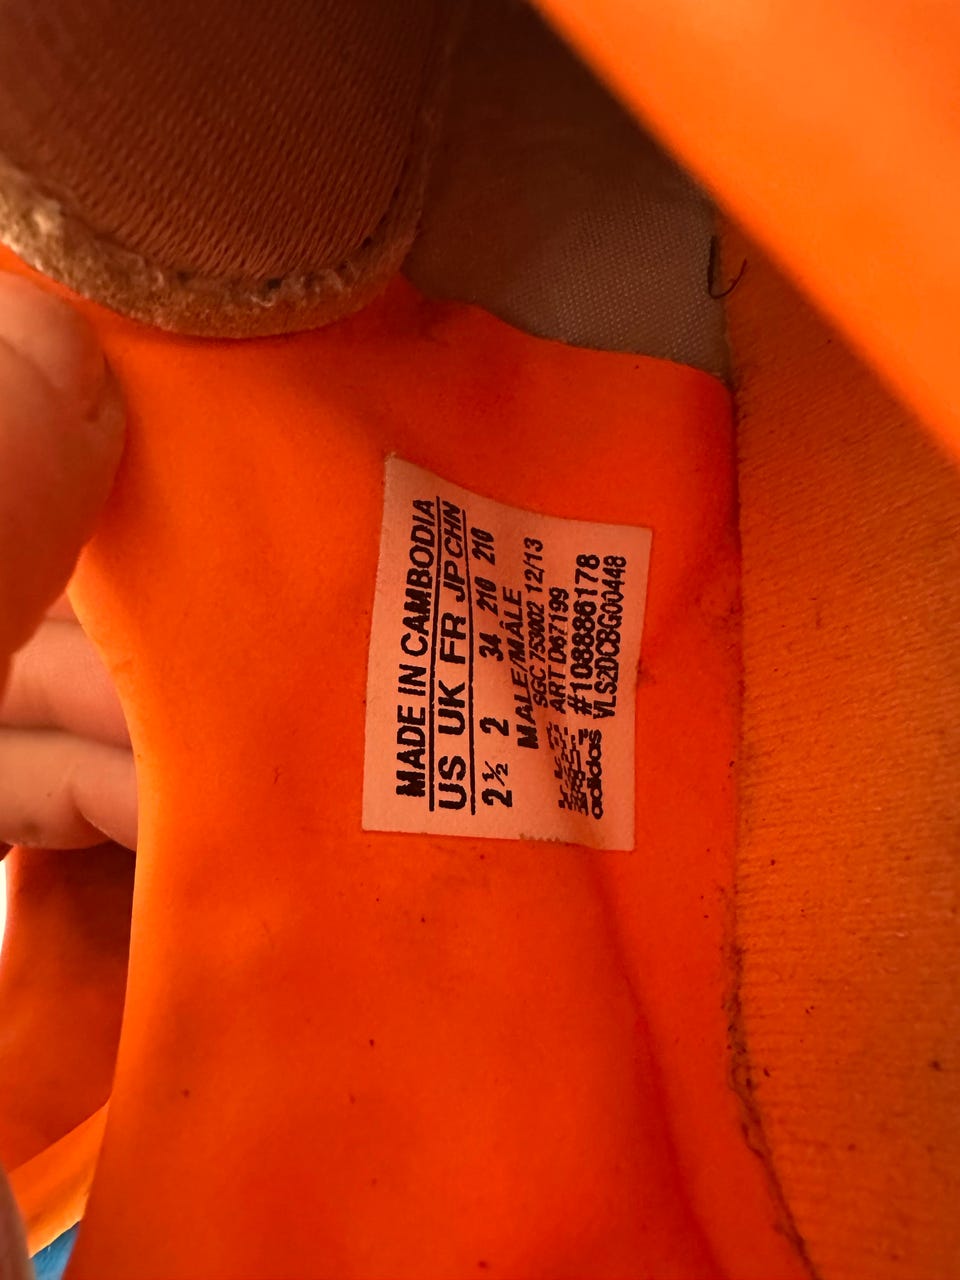 MADE IN CAMBODIA
US UK FR JP CHN
2½ 2 34 210 210
MALE/MÂLE
SGC 753002 12/13
ART D67199
#10886178
adidas VLS2DCBG00448